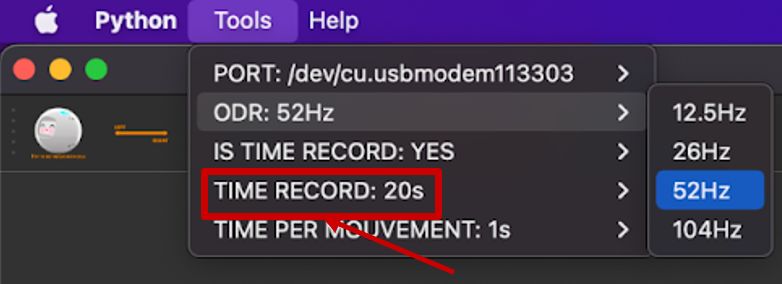 Python Tools Help
PORT: /dev/cu.usbmodem113303
ODR: 52Hz
IS TIME RECORD: YES
TIME RECORD: 20s
TIME PER MOUVEMENT: 1s
12.5Hz
26Hz
52Hz
104Hz